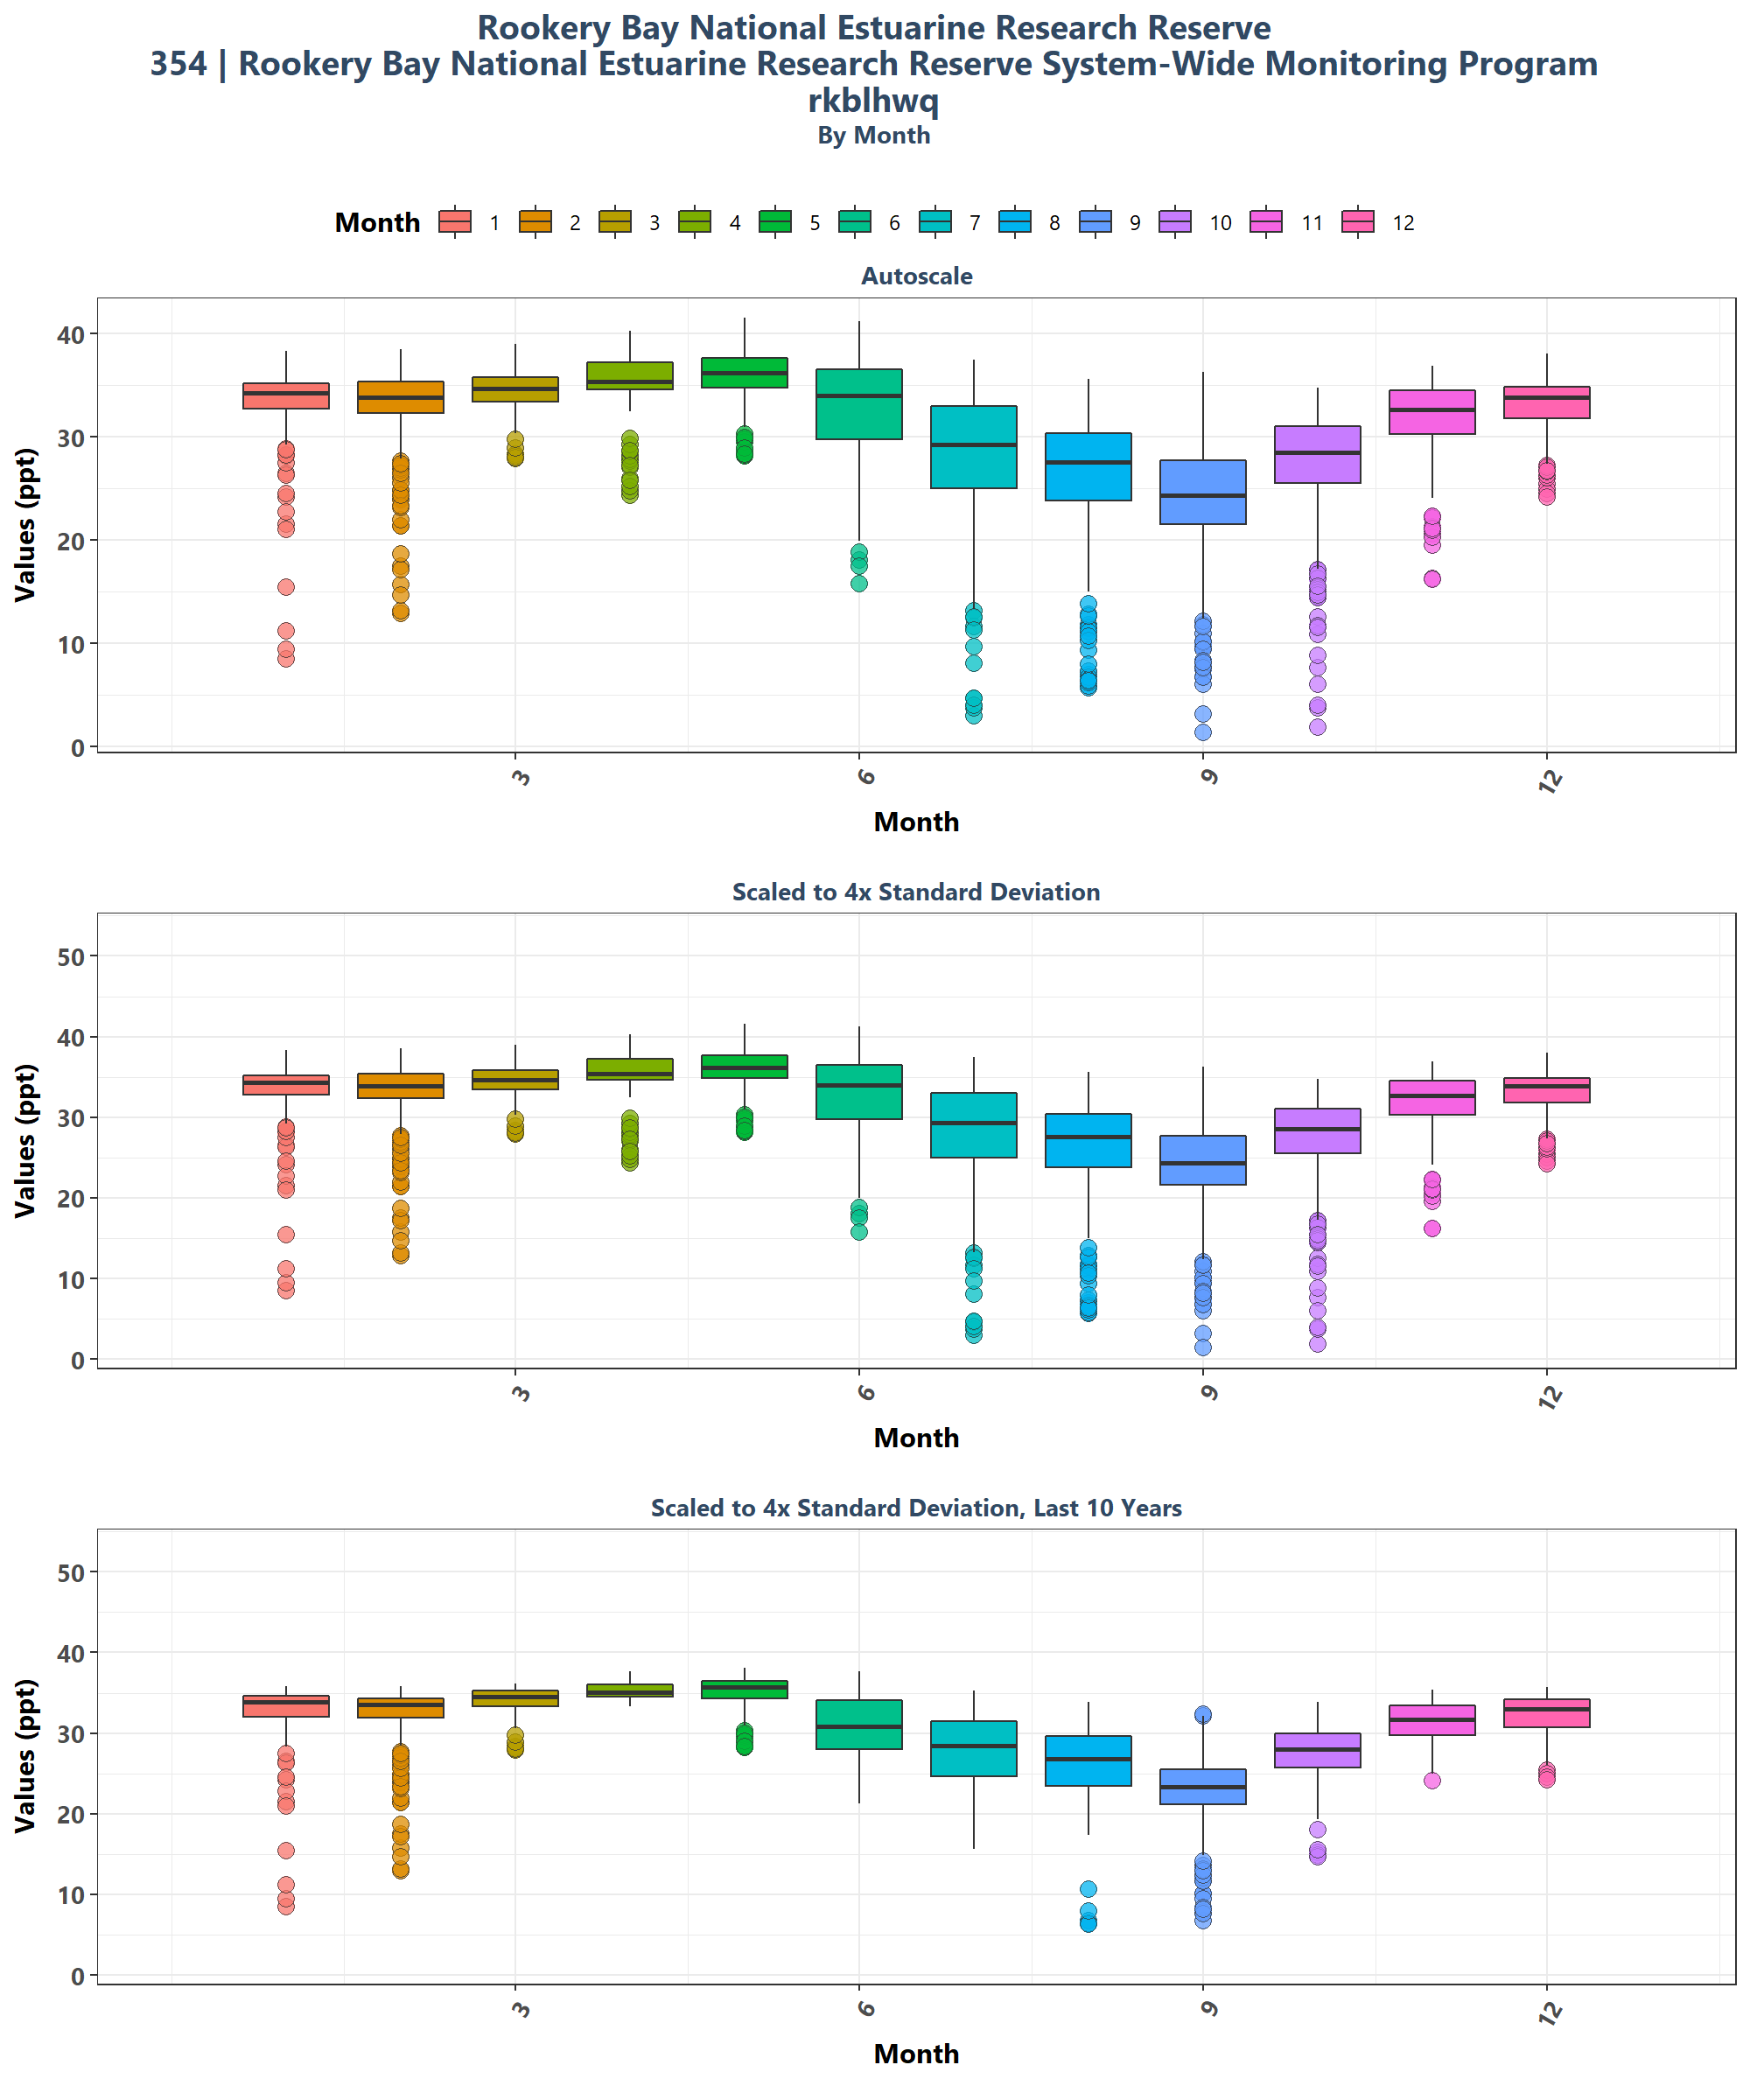 Rookery Bay National Estuarine Research Reserve
354 | Rookery Bay National Estuarine Research Reserve System-Wide Monitoring Program
rkblhwq
By Month
Month 1 2 3 4 5 6 7 8 9 10 11 12
Autoscale
Values (ppt)
40
30
20
10
0
3 6 9 12
Month
Scaled to 4x Standard Deviation
Values (ppt)
50
40
30
20
10
0
3 6 9 12
Month
Scaled to 4x Standard Deviation, Last 10 Years
Values (ppt)
50
40
30
20
10
0
3 6 9 12
Month